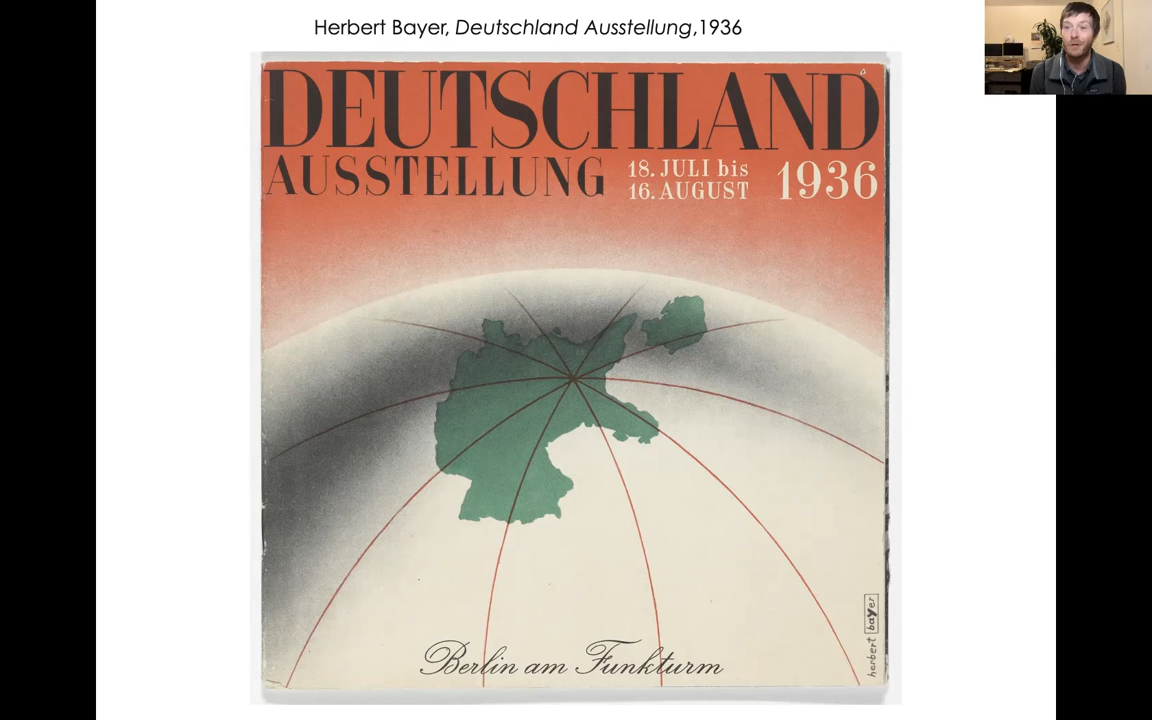 Herbert Bayer, Deutschland Ausstellung,1936
DEUTSCHLAND
AUSSTELLUNG
18. JULI bis
16. AUGUST
1936
Berlin am Funkturm
herbert bayer